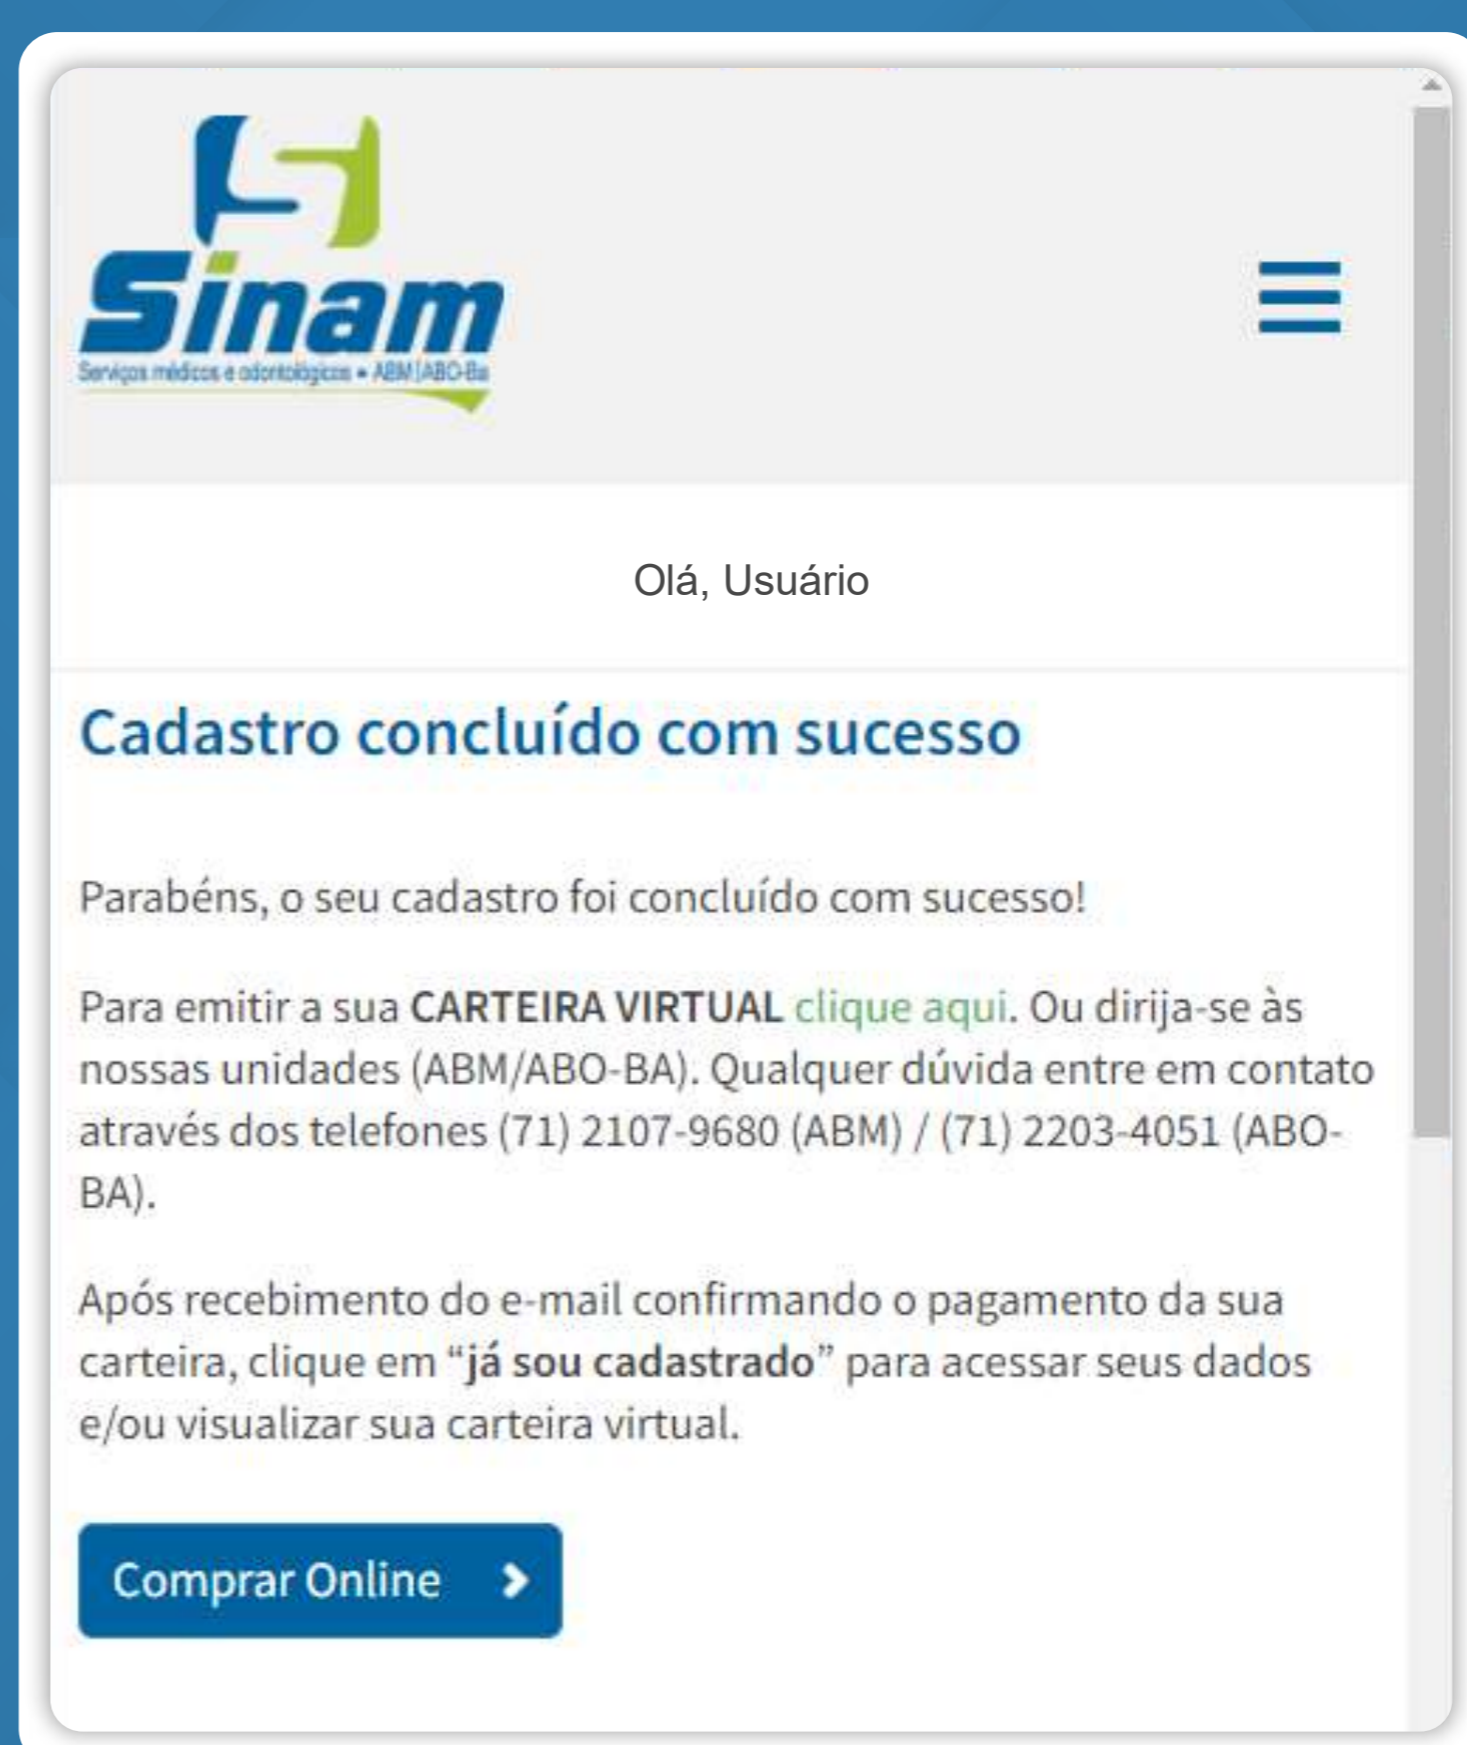 Sinam
Serviços médicos e odontológicos • ABM|ABO-Ba
Olá, Usuário
Cadastro concluído com sucesso
Parabéns, o seu cadastro foi concluído com sucesso!
Para emitir a sua CARTEIRA VIRTUAL clique aqui. Ou dirija-se às
nossas unidades (ABM/ABO-BA). Qualquer dúvida entre em contato
através dos telefones (71) 2107-9680 (ABM) / (71) 2203-4051 (ABO-
BA).
Após recebimento do e-mail confirmando o pagamento da sua
carteira, clique em “já sou cadastrado” para acessar seus dados
e/ou visualizar sua carteira virtual.
Comprar Online